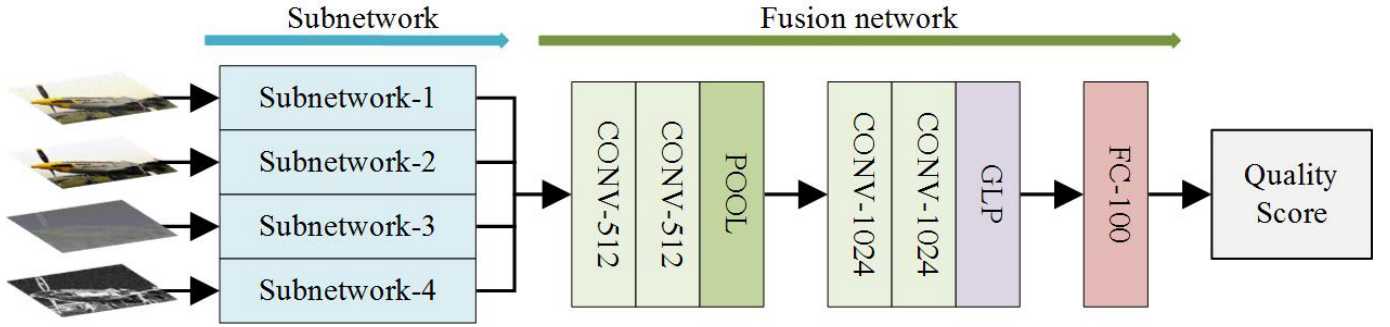 Subnetwork
Fusion network
Subnetwork-1
Subnetwork-2
Subnetwork-3
Subnetwork-4
CONV-512
CONV-512
POOL
CONV-1024
CONV-1024
GLP
FC-100
Quality
Score